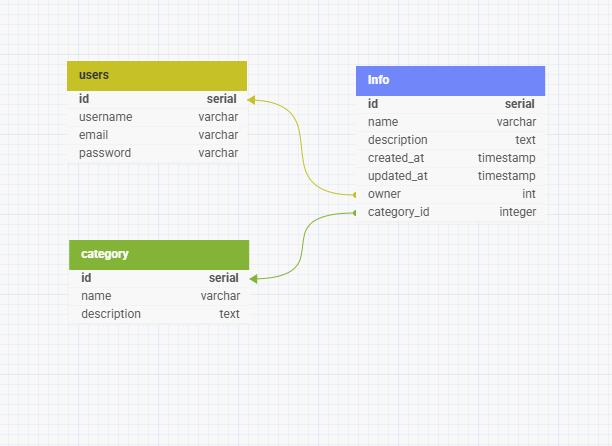 users
id serial
username varchar
email varchar
password varchar
Info
id serial
name varchar
description text
created_at timestamp
updated_at timestamp
owner int
category_id integer
category
id serial
name varchar
description text